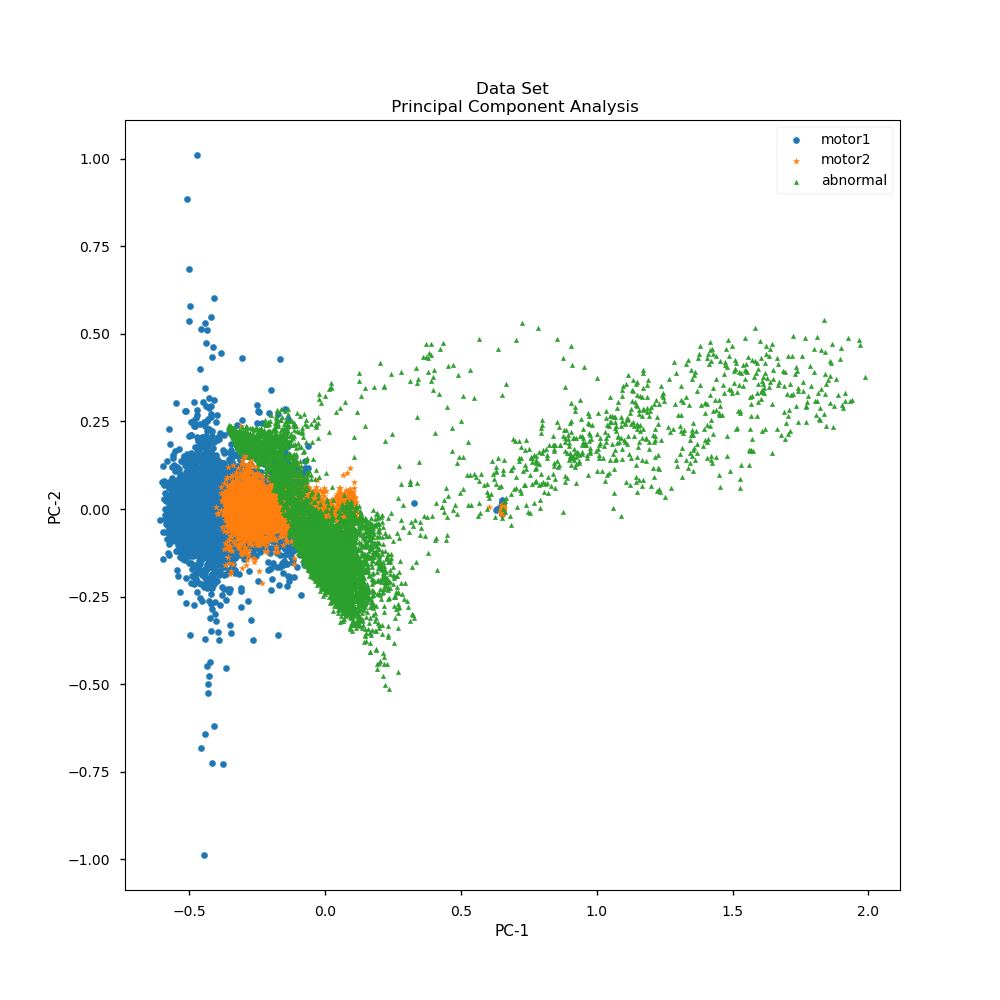 Data Set
Principal Component Analysis
motor1
motor2
abnormal
1.00
0.75
0.50
0.25
0.00
−0.25
−0.50
−0.75
−1.00
PC-2
−0.5
0.0
0.5
1.0
1.5
2.0
PC-1